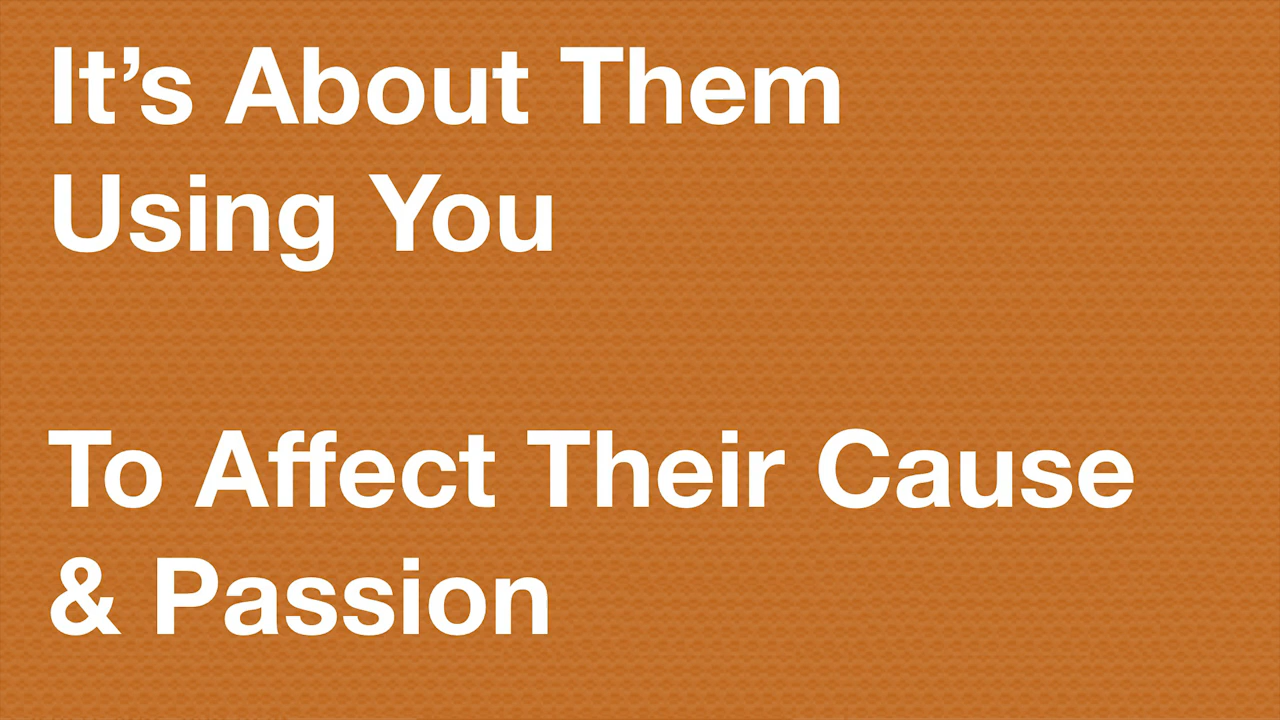 It’s About Them
Using You
To Affect Their Cause
& Passion